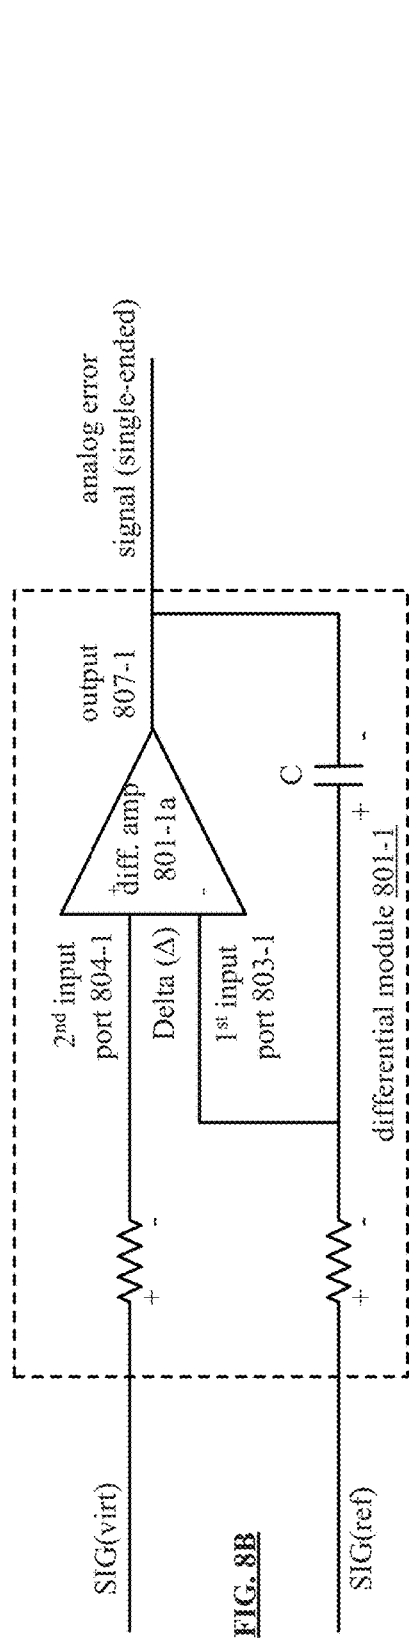 analog error
signal (single-ended)
output
807-1
C
+
-
+
diff. amp
801-1a
-
2nd input
port 804-1
Delta (Δ)
1st input
port 803-1
differential module 801-1
-
+
-
+
SIG(virt)
SIG(ref)
FIG. 8B